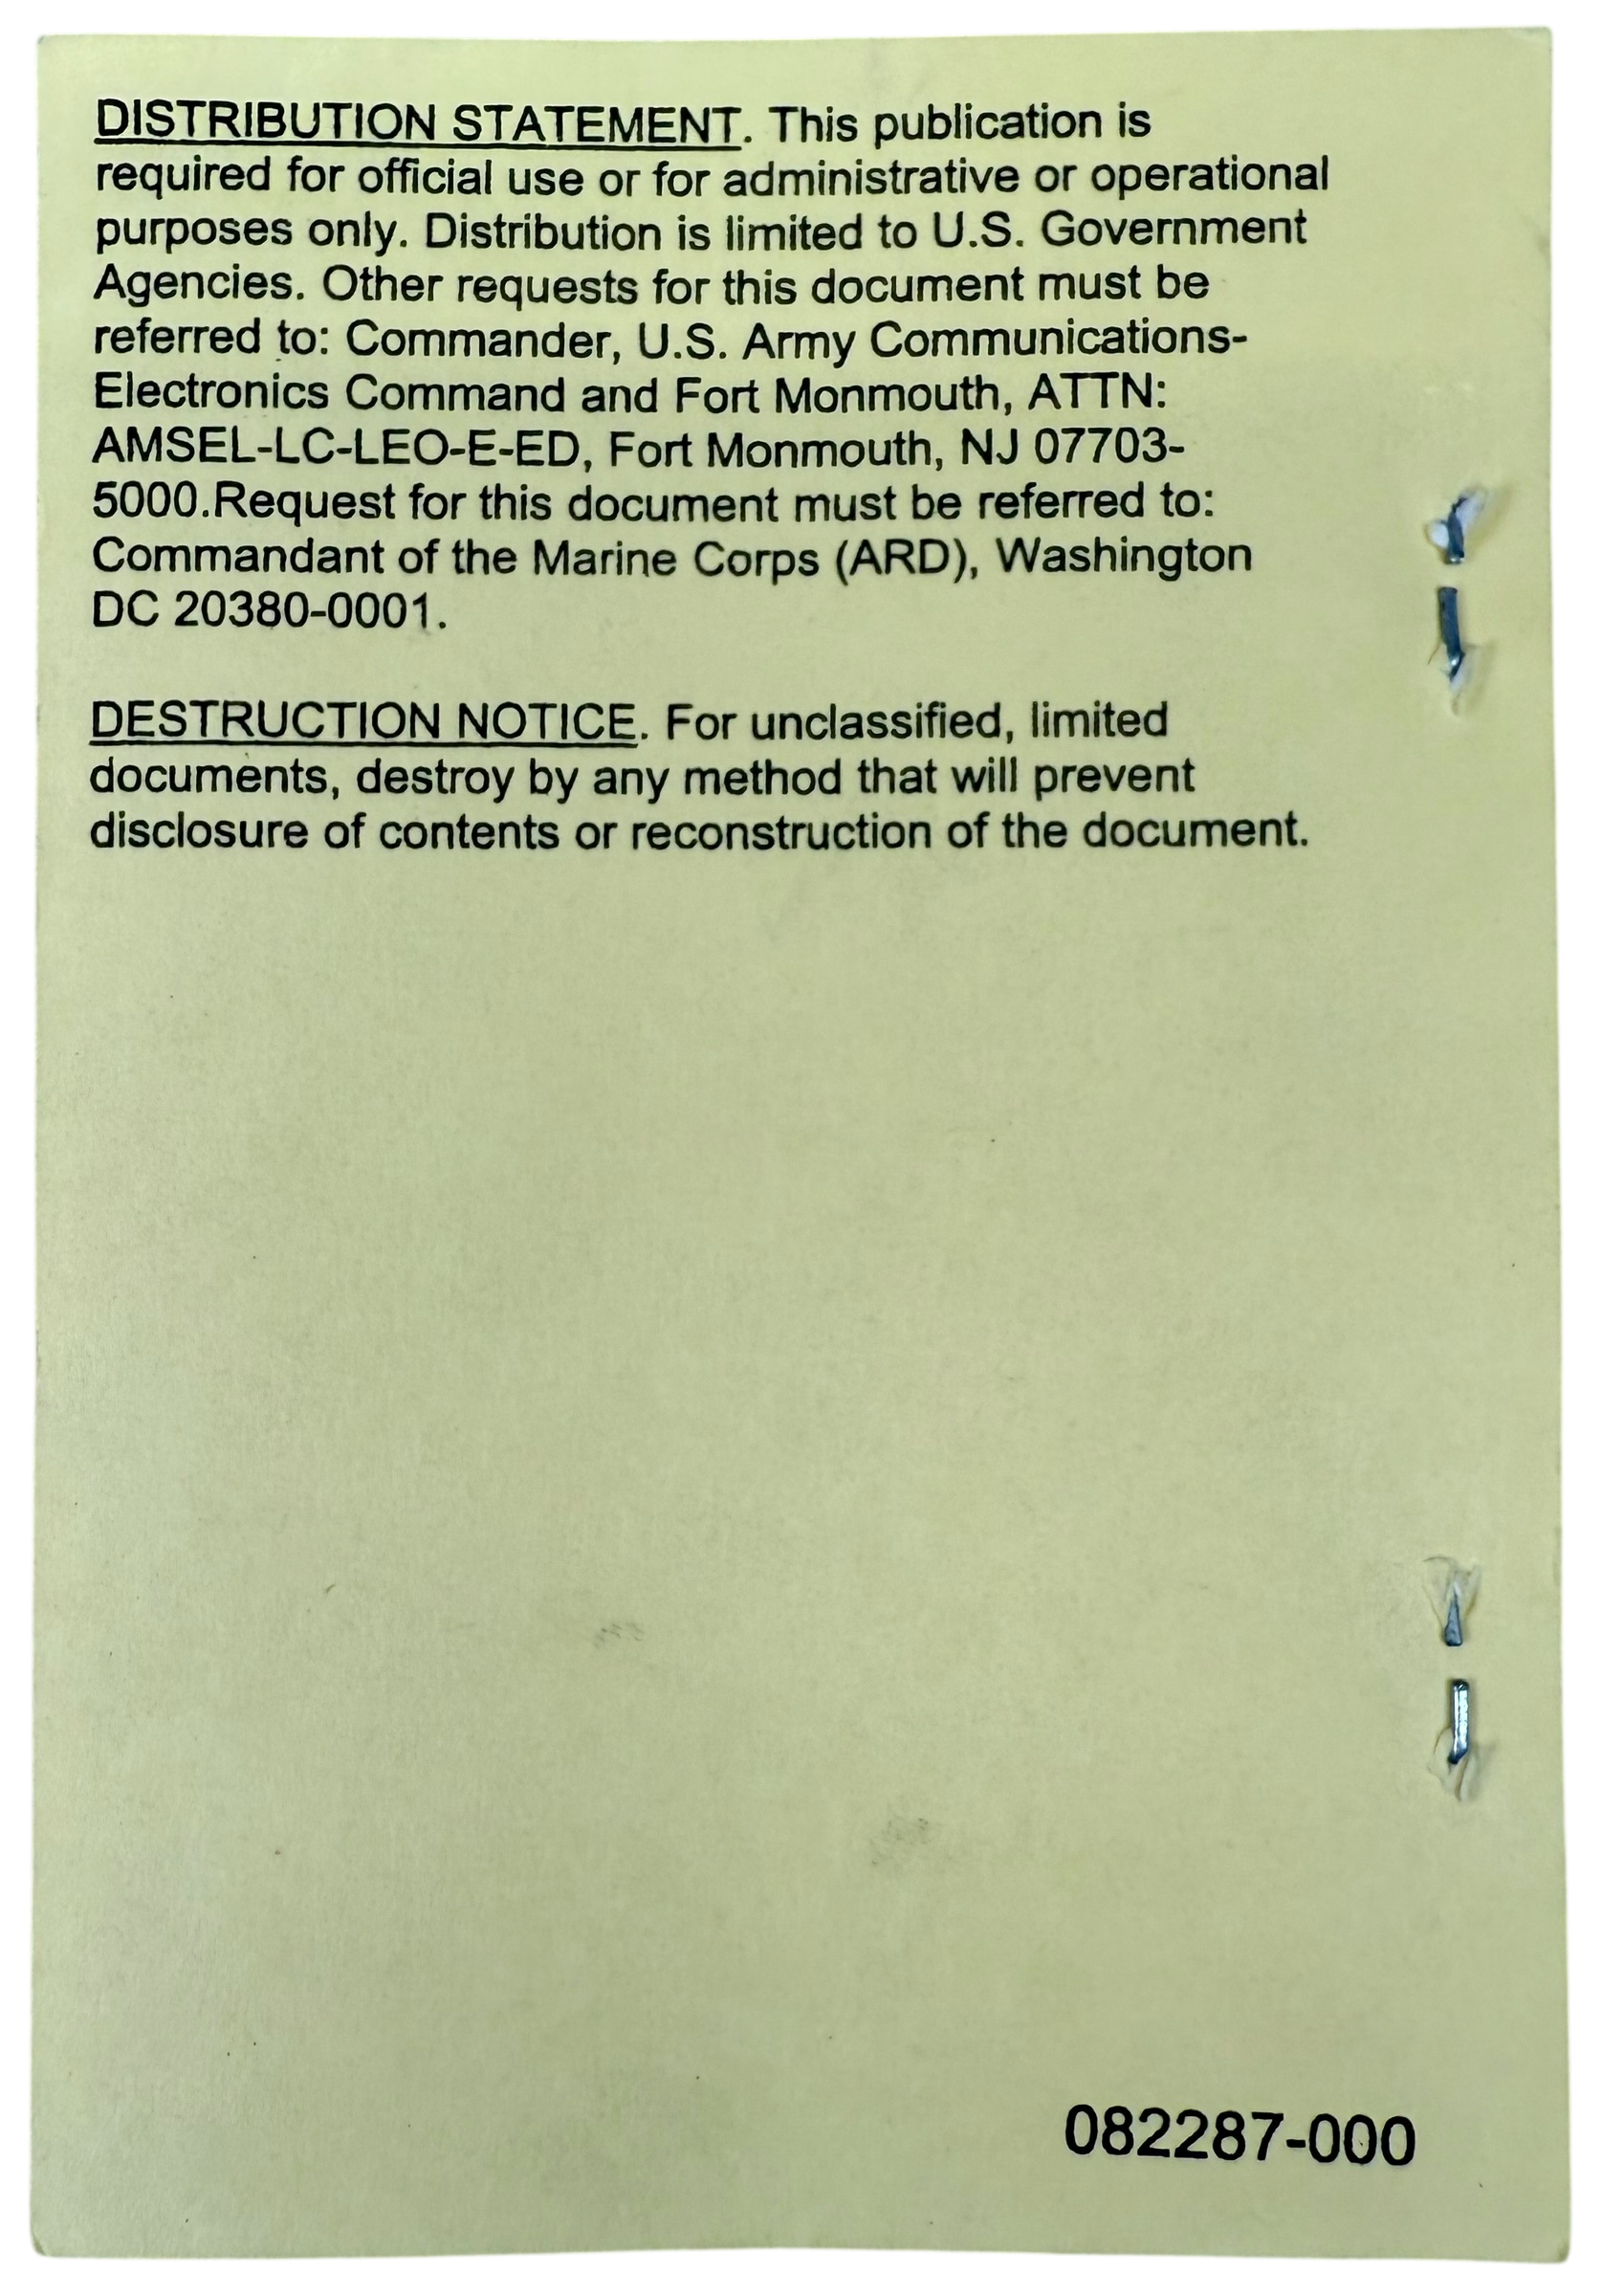 DISTRIBUTION STATEMENT. This publication is
required for official use or for administrative or operational
purposes only. Distribution is limited to U.S. Government
Agencies. Other requests for this document must be
referred to: Commander, U.S. Army Communications-
Electronics Command and Fort Monmouth, ATTN:
AMSEL-LC-LEO-E-ED, Fort Monmouth, NJ 07703-
5000.Request for this document must be referred to:
Commandant of the Marine Corps (ARD), Washington
DC 20380-0001.
DESTRUCTION NOTICE. For unclassified, limited
documents, destroy by any method that will prevent
disclosure of contents or reconstruction of the document.
082287-000